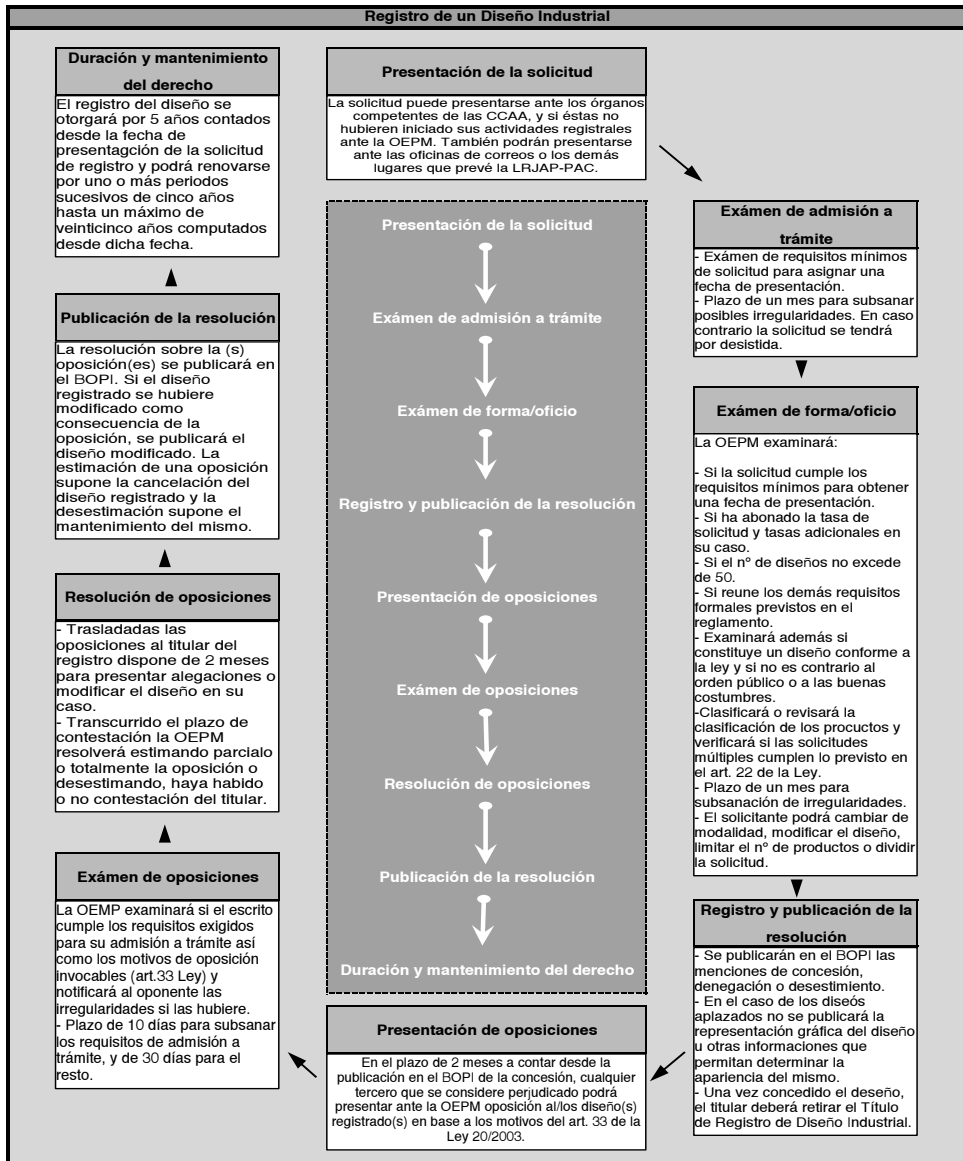 Registro de un Diseño Industrial
Presentación de la solicitud
La solicitud puede presentarse ante los órganos
competentes de las CCAA, y si éstas no
hubieren iniciado sus actividades registrales
ante la OEPM. También podrán presentarse
ante las oficinas de correos o los demás
lugares que prevé la LRJAP-PAC.
Exámen de admisión a
trámite
- Exámen de requisitos mínimos
de solicitud para asignar una
fecha de presentación.
- Plazo de un mes para subsanar
posibles irregularidades. En caso
contrario la solicitud se tendrá
por desistida.
Exámen de forma/oficio
La OEPM examinará:
- Si la solicitud cumple los
requisitos mínimos para obtener
una fecha de presentación.
- Si ha abonado la tasa de
solicitud y tasas adicionales en
su caso.
- Si el nº de diseños no excede
de 50.
- Si reune los demás requisitos
formales previstos en el
reglamento.
- Examinará además si
constituye un diseño conforme a
la ley y si no es contrario al
orden público o a las buenas
costumbres.
-Clasificará o revisará la
clasificación de los procuctos y
verificará si las solicitudes
múltiples cumplen lo previsto en
el art. 22 de la Ley.
- Plazo de un mes para
subsanación de irregularidades.
- El solicitante podrá cambiar de
modalidad, modificar el diseño,
limitar el nº de productos o dividir
la solicitud.
Registro y publicación de la
resolución
- Se publicarán en el BOPI las
menciones de concesión,
denegación o desestimiento.
- En el caso de los diseós
aplazados no se publicará la
representación gráfica del diseño
u otras informaciones que
permitan determinar la
apariencia del mismo.
- Una vez concedido el deseño,
el titular deberá retirar el Título
de Registro de Diseño Industrial.
Presentación de oposiciones
En el plazo de 2 meses a contar desde la
publicación en el BOPI de la concesión, cualquier
tercero que se considere perjudicado podrá
presentar ante la OEPM oposición al/los diseño(s)
registrado(s) en base a los motivos del art. 33 de la
Ley 20/2003.
Exámen de oposiciones
La OEMP examinará si el escrito
cumple los requisitos exigidos
para su admisión a trámite así
como los motivos de oposición
invocables (art.33 Ley) y
notificará al oponente las
irregularidades si las hubiere.
- Plazo de 10 días para subsanar
los requisitos de admisión a
trámite, y de 30 días para el
resto.
Resolución de oposiciones
- Trasladadas las
oposiciones al titular del
registro dispone de 2 meses
para presentar alegaciones o
modificar el diseño en su
caso.
- Transcurrido el plazo de
contestación la OEPM
resolverá estimando parcialo
o totalmente la oposición o
desestimando, haya habido
o no contestación del titular.
Publicación de la resolución
La resolución sobre la (s)
oposición(es) se publicará en
el BOPI. Si el diseño
registrado se hubiere
modificado como
consecuencia de la
oposición, se publicará el
diseño modificado. La
estimación de una oposición
supone la cancelación del
diseño registrado y la
desestimación supone el
mantenimiento del mismo.
Duración y mantenimiento
del derecho
El registro del diseño se
otorgará por 5 años contados
desde la fecha de
presentagción de la solicitud
de registro y podrá renovarse
por uno o más periodos
sucesivos de cinco años
hasta un máximo de
veinticinco años computados
desde dicha fecha.
Presentación de la solicitud
Exámen de admisión a trámite
Exámen de forma/oficio
Registro y publicación de la resolución
Presentación de oposiciones
Exámen de oposiciones
Resolución de oposiciones
Publicación de la resolución
Duración y mantenimiento del derecho